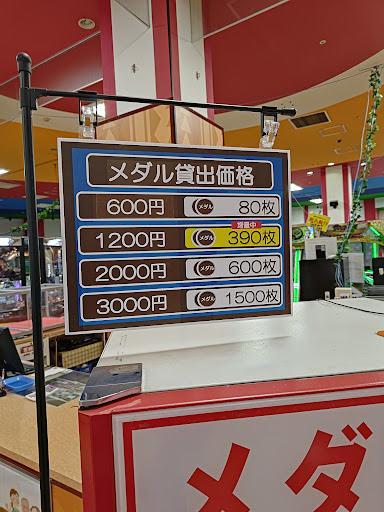 メダル貸出価格
600円 メダル 80枚
増量中
1200円 メダル 390枚
2000円 メダル 600枚
3000円 メダル 1500枚
メダ